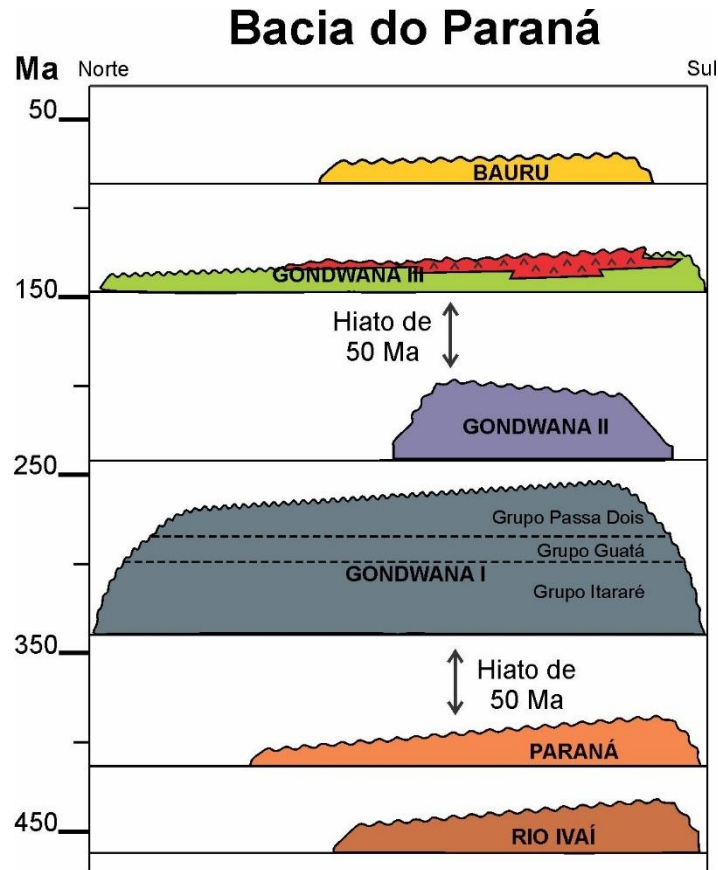 Bacia do Paraná
Ma
Norte
Sul
50
BAURU
GONDWANA III
150
Hiato de
50 Ma
GONDWANA II
250
Grupo Passa Dois
Grupo Guatá
GONDWANA I
Grupo Itararé
350
Hiato de
50 Ma
PARANÁ
450
RIO IVAÍ